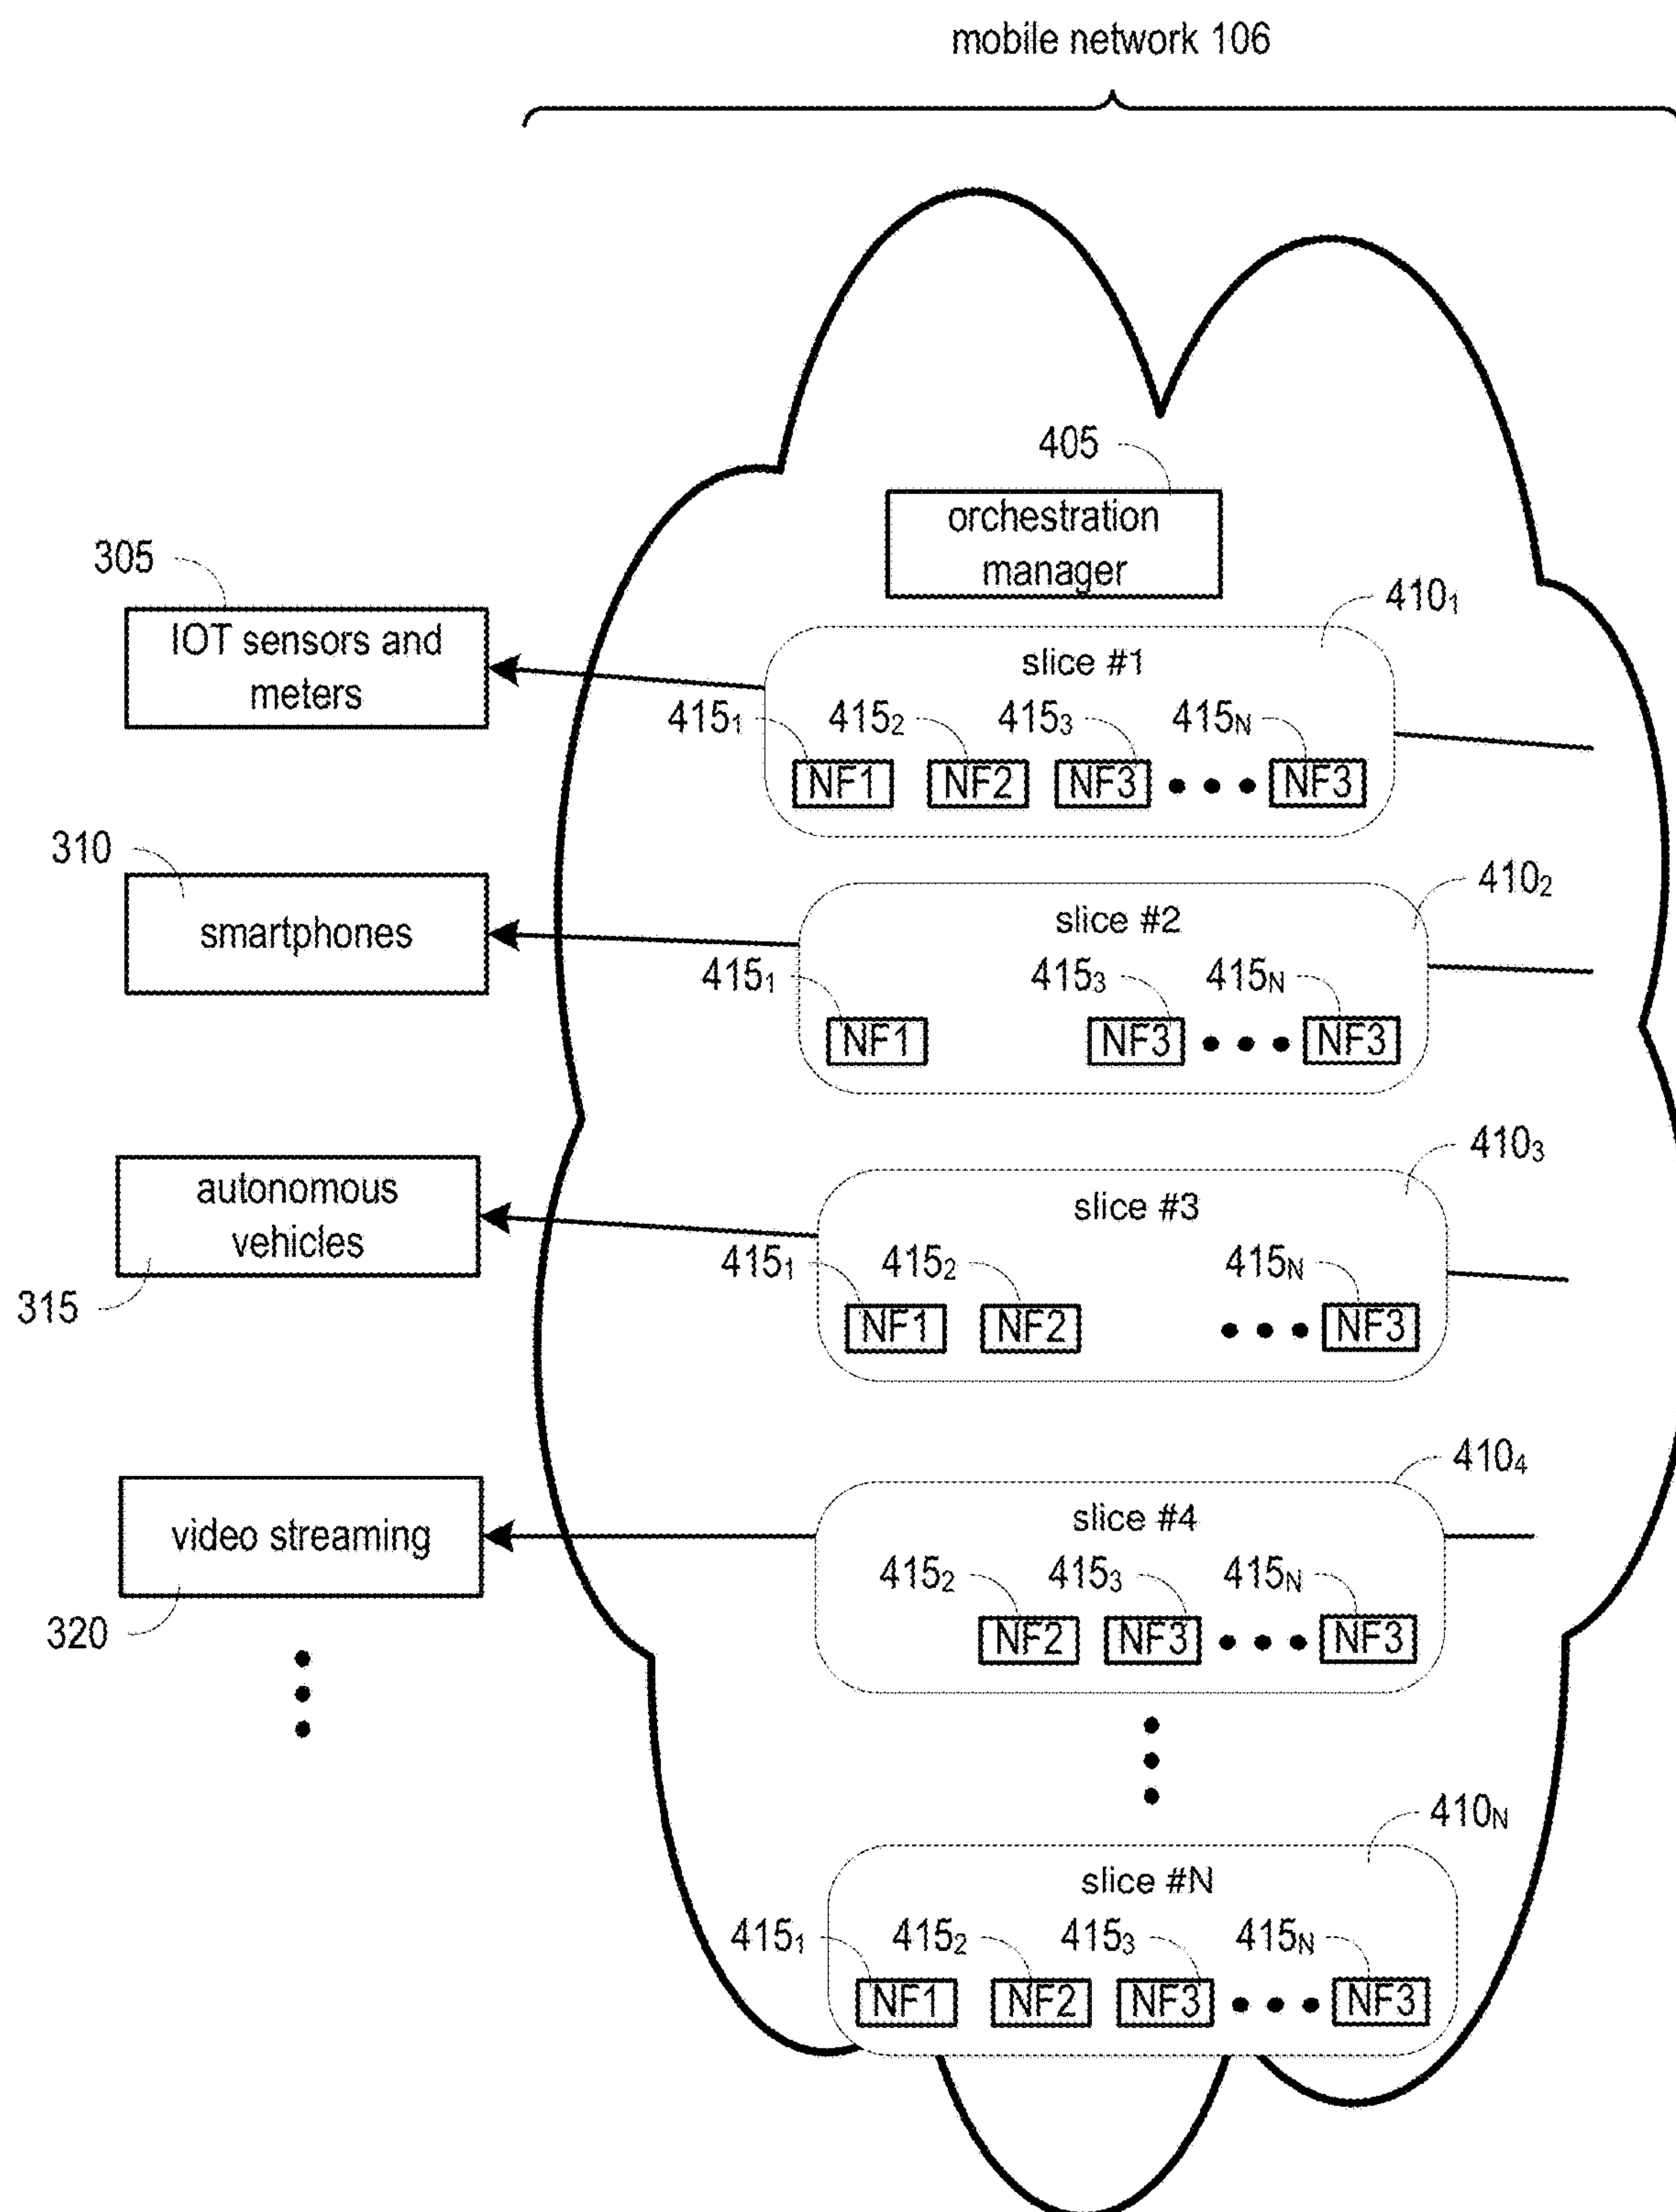 mobile network 106
405
orchestration
manager
305
IOT sensors and
meters
410₁
slice #1
415₁ 415₂ 415₃ 415N
NF1 NF2 NF3 ••• NF3
310
smartphones
410₂
slice #2
415₁ 415₃ 415N
NF1 NF3 ••• NF3
autonomous
vehicles
315
410₃
slice #3
415₁ 415₂ 415N
NF1 NF2 ••• NF3
video streaming
320
410₄
slice #4
415₂ 415₃ 415N
NF2 NF3 ••• NF3
410N
slice #N
415₁ 415₂ 415₃ 415N
NF1 NF2 NF3 ••• NF3